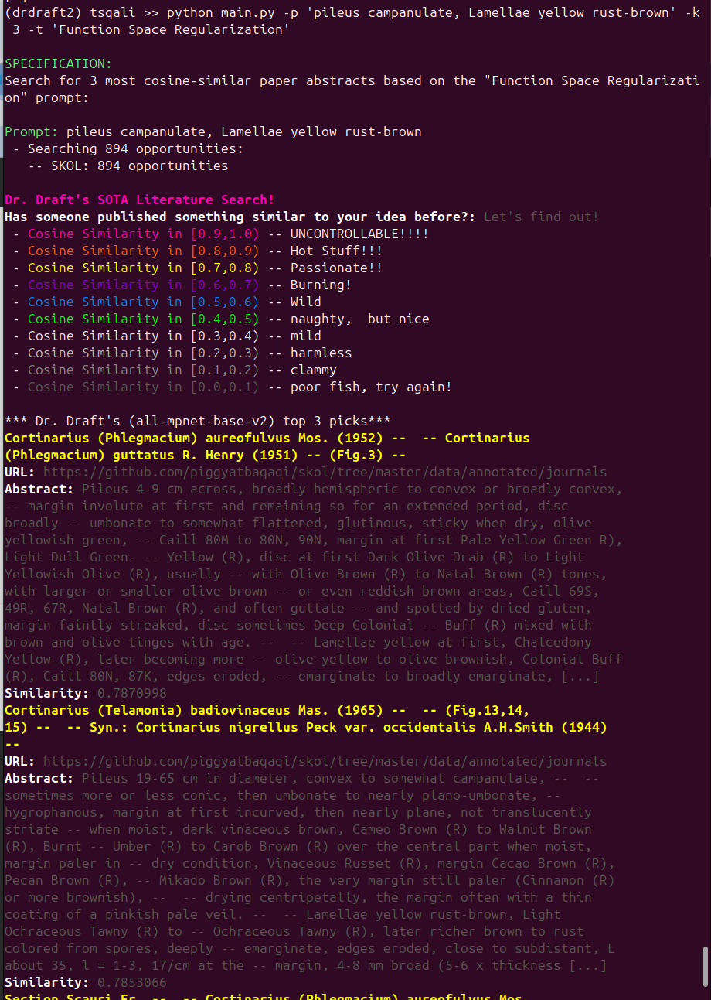 (drdraft2) tsqali >> python main.py -p 'pileus campanulate, Lamellae yellow rust-brown' -k
 3 -t 'Function Space Regularization'
SPECIFICATION:
Search for 3 most cosine-similar paper abstracts based on the "Function Space Regularizati
on" prompt:
Prompt: pileus campanulate, Lamellae yellow rust-brown
 - Searching 894 opportunities:
   -- SKOL: 894 opportunities
Dr. Draft's SOTA Literature Search!
Has someone published something similar to your idea before?: Let's find out!
 - Cosine Similarity in [0.9,1.0) -- UNCONTROLLABLE!!!!
 - Cosine Similarity in [0.8,0.9) -- Hot Stuff!!!
 - Cosine Similarity in [0.7,0.8) -- Passionate!!
 - Cosine Similarity in [0.6,0.7) -- Burning!
 - Cosine Similarity in [0.5,0.6) -- Wild
 - Cosine Similarity in [0.4,0.5) -- naughty,  but nice
 - Cosine Similarity in [0.3,0.4) -- mild
 - Cosine Similarity in [0.2,0.3) -- harmless
 - Cosine Similarity in [0.1,0.2) -- clammy
 - Cosine Similarity in [0.0,0.1) -- poor fish, try again!
*** Dr. Draft's (all-mpnet-base-v2) top 3 picks***
Cortinarius (Phlegmacium) aureofulvus Mos. (1952) --  -- Cortinarius
(Phlegmacium) guttatus R. Henry (1951) -- (Fig.3) --
URL: https://github.com/piggyatbaqaqi/skol/tree/master/data/annotated/journals
Abstract: Pileus 4-9 cm across, broadly hemispheric to convex or broadly convex,
-- margin involute at first and remaining so for an extended period, disc
broadly -- umbonate to somewhat flattened, glutinous, sticky when dry, olive
yellowish green, -- Caill 80M to 80N, 90N, margin at first Pale Yellow Green R),
Light Dull Green- -- Yellow (R), disc at first Dark Olive Drab (R) to Light
Yellowish Olive (R), usually -- with Olive Brown (R) to Natal Brown (R) tones,
with larger or smaller olive brown -- or even reddish brown areas, Caill 69S,
49R, 67R, Natal Brown (R), and often guttate -- and spotted by dried gluten,
margin faintly streaked, disc sometimes Deep Colonial -- Buff (R) mixed with
brown and olive tinges with age. --  -- Lamellae yellow at first, Chalcedony
Yellow (R), later becoming more -- olive-yellow to olive brownish, Colonial Buff
(R), Caill 80N, 87K, edges eroded, -- emarginate to broadly emarginate, [...]
Similarity: 0.7870998
Cortinarius (Telamonia) badiovinaceus Mas. (1965) --  -- (Fig.13,14,
15) --  -- Syn.: Cortinarius nigrellus Peck var. occidentalis A.H.Smith (1944)
--
URL: https://github.com/piggyatbaqaqi/skol/tree/master/data/annotated/journals
Abstract: Pileus 19-65 cm in diameter, convex to somewhat campanulate, --  --
sometimes more or less conic, then umbonate to nearly plano-umbonate, --
hygrophanous, margin at first incurved, then nearly plane, not translucently
striate -- when moist, dark vinaceous brown, Cameo Brown (R) to Walnut Brown
(R), Burnt -- Umber (R) to Carob Brown (R) over the central part when moist,
margin paler in -- dry condition, Vinaceous Russet (R), margin Cacao Brown (R),
Pecan Brown (R), -- Mikado Brown (R), the very margin still paler (Cinnamon (R)
or more brownish), --  -- drying centripetally, the margin often with a thin
coating of a pinkish pale veil. --  -- Lamellae yellow rust-brown, Light
Ochraceous Tawny (R) to -- Ochraceous Tawny (R), later richer brown to rust
colored from spores, deeply -- emarginate, edges eroded, close to subdistant, L
about 35, l = 1-3, 17/cm at the -- margin, 4-8 mm broad (5-6 x thickness [...]
Similarity: 0.7853066
Section Scauri Fr. --  -- Cortinarius (Phlegmacium) aureofulvus Mos.